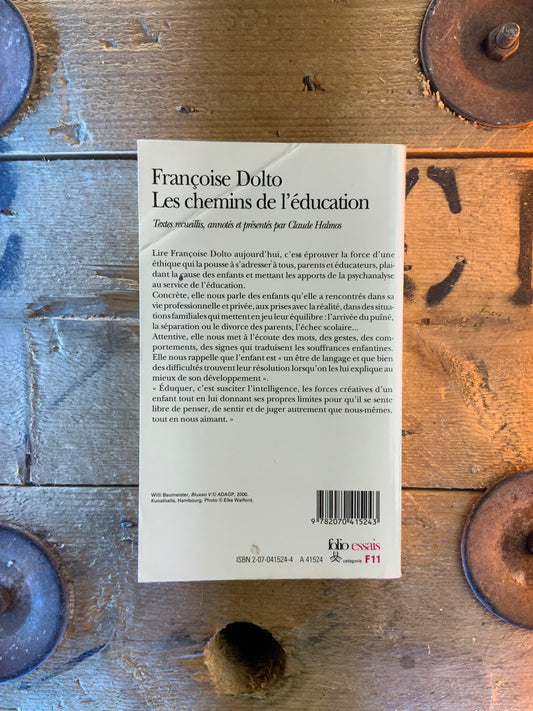 Françoise Dolto
Les chemins de l'éducation
Textes recueillis, annotés et présentés par Claude Halmos
Lire Françoise Dolto aujourd'hui, c'est éprouver la force d'une
éthique qui la pousse à s'adresser à tous, parents et éducateurs, plai-
dant la cause des enfants et mettant les apports de la psychanalyse
au service de l'éducation.
Concrète, elle nous parle des enfants qu'elle a rencontrés dans sa
vie professionnelle et privée, aux prises avec la réalité, dans des situa-
tions familiales qui mettent en jeu leur équilibre : l'arrivée du puîné,
la séparation ou le divorce des parents, l'échec scolaire...
Attentive, elle nous met à l'écoute des mots, des gestes, des com-
portements, des signes qui traduisent les souffrances enfantines.
Elle nous rappelle que l'enfant est « un être de langage et que bien
des difficultés trouvent leur résolution lorsqu'on les lui explique au
mieux de son développement ».
« Éduquer, c'est susciter l'intelligence, les forces créatives d'un
enfant tout en lui donnant ses propres limites pour qu'il se sente
libre de penser, de sentir et de juger autrement que nous-mêmes,
tout en nous aimant. »
Willi Baumeister, Bluxao V © ADAGP, 2000.
Kunsthalle, Hambourg. Photo © Elke Walford.
9 782070 415243
folio essais
ISBN 2-07-041524-4 A 41524 catégorie F11